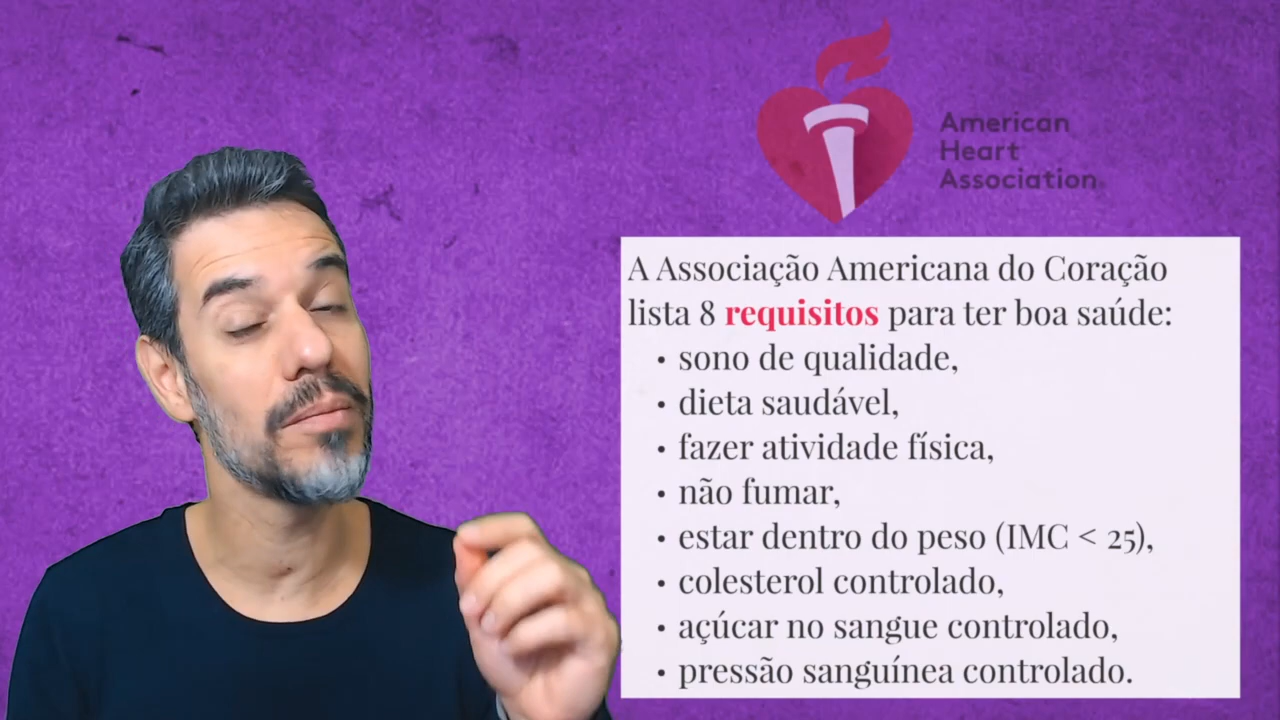 American
Heart
Association
A Associação Americana do Coração
lista 8 requisitos para ter boa saúde:
• sono de qualidade,
• dieta saudável,
• fazer atividade física,
• não fumar,
• estar dentro do peso (IMC < 25),
• colesterol controlado,
• açúcar no sangue controlado,
• pressão sanguínea controlado.